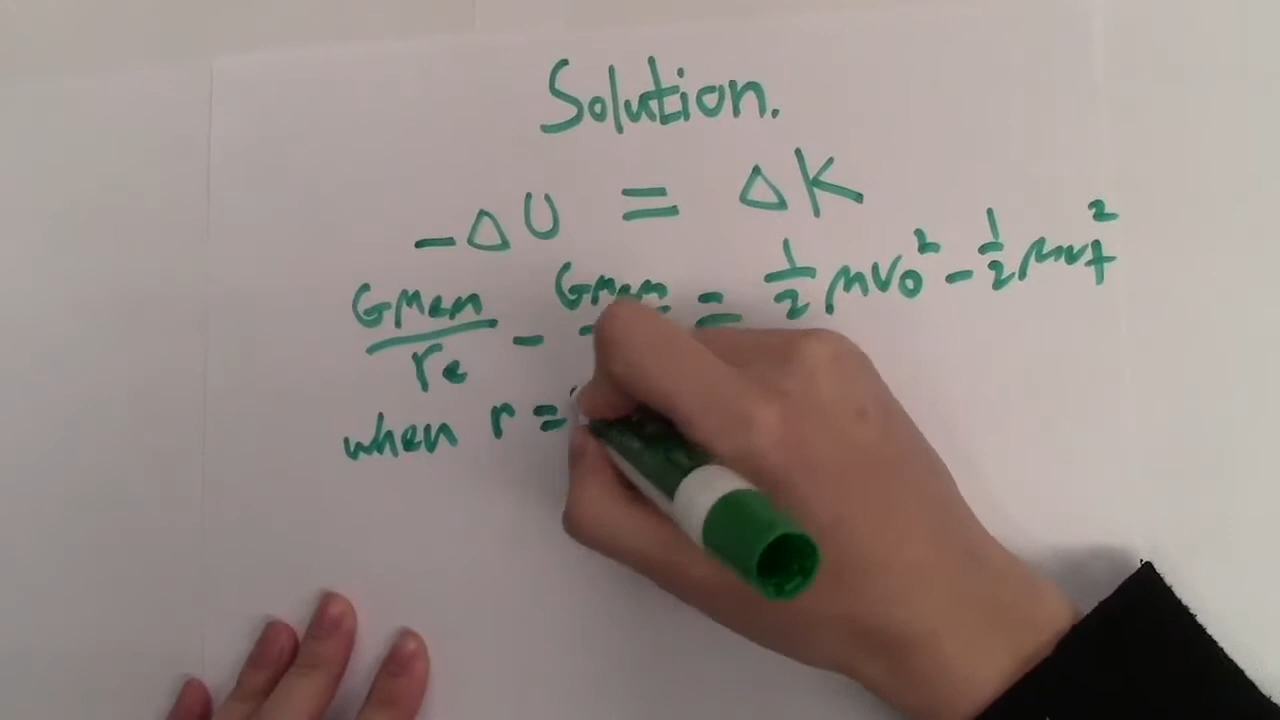 Solution.
-ΔU = ΔK
GMem/re - GMem = 1/2 mv0² - 1/2 mvf²
when r =